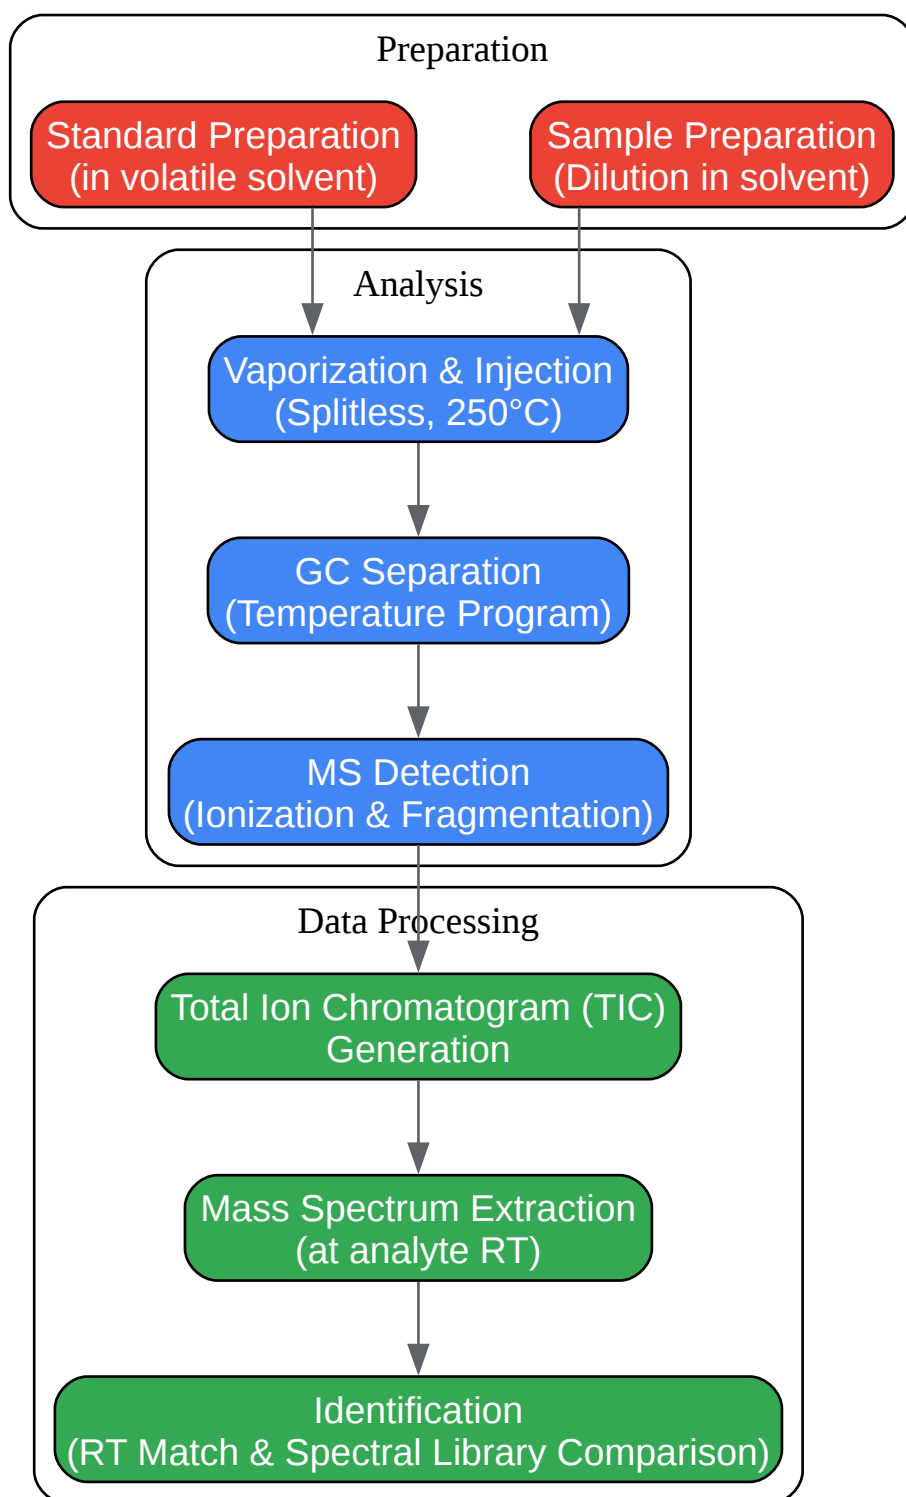 Preparation
Standard Preparation
(in volatile solvent)
Sample Preparation
(Dilution in solvent)
Analysis
Vaporization & Injection
(Splitless, 250°C)
GC Separation
(Temperature Program)
MS Detection
(Ionization & Fragmentation)
Data Processing
Total Ion Chromatogram (TIC)
Generation
Mass Spectrum Extraction
(at analyte RT)
Identification
(RT Match & Spectral Library Comparison)